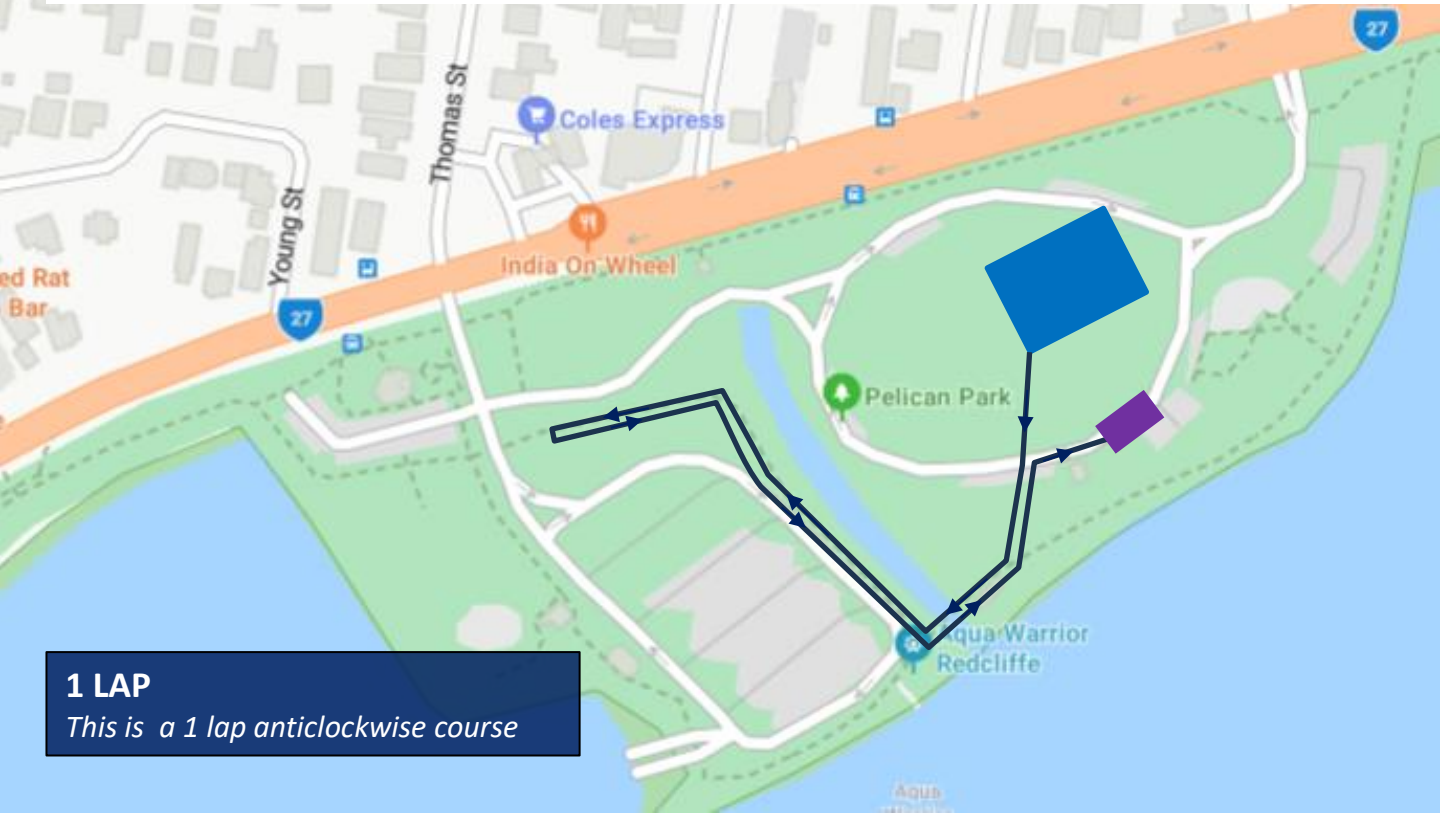 27
Thomas St
Coles Express
Young St
India On Wheel
ed Rat
Bar
27
Pelican Park
Aqua Warrior
Redcliffe
1 LAP
This is  a 1 lap anticlockwise course
Aqua